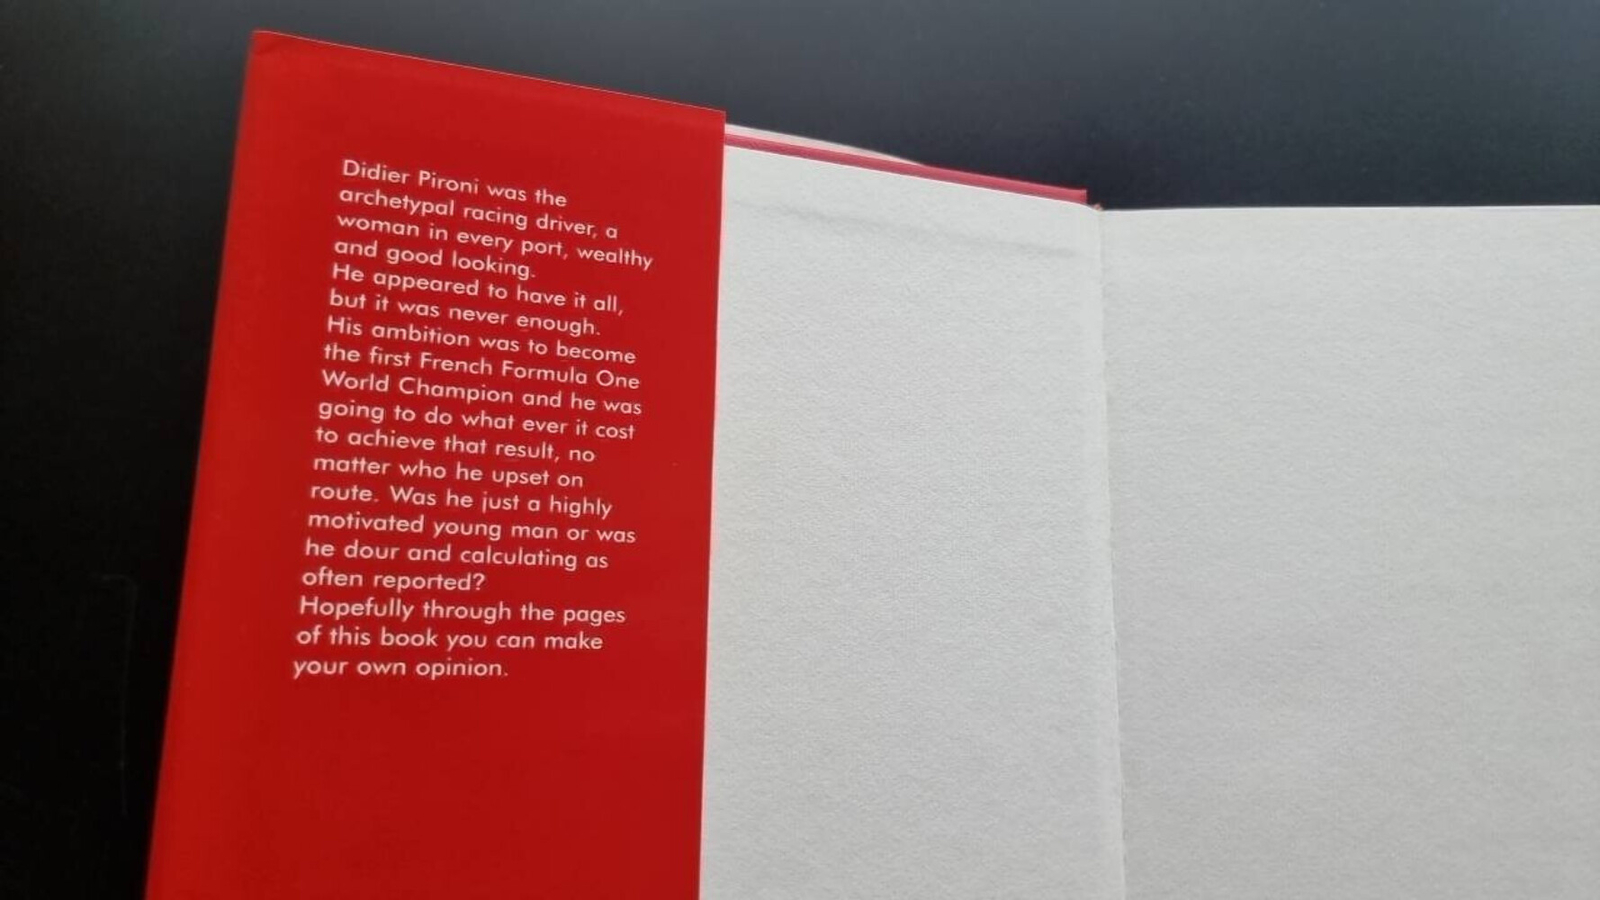 Didier Pironi was the
archetypal racing driver, a
woman in every port, wealthy
and good looking.
He appeared to have it all,
but it was never enough.
His ambition was to become
the first French Formula One
World Champion and he was
going to do what ever it cost
to achieve that result, no
matter who he upset on
route. Was he just a highly
motivated young man or was
he dour and calculating as
often reported?
Hopefully through the pages
of this book you can make
your own opinion.